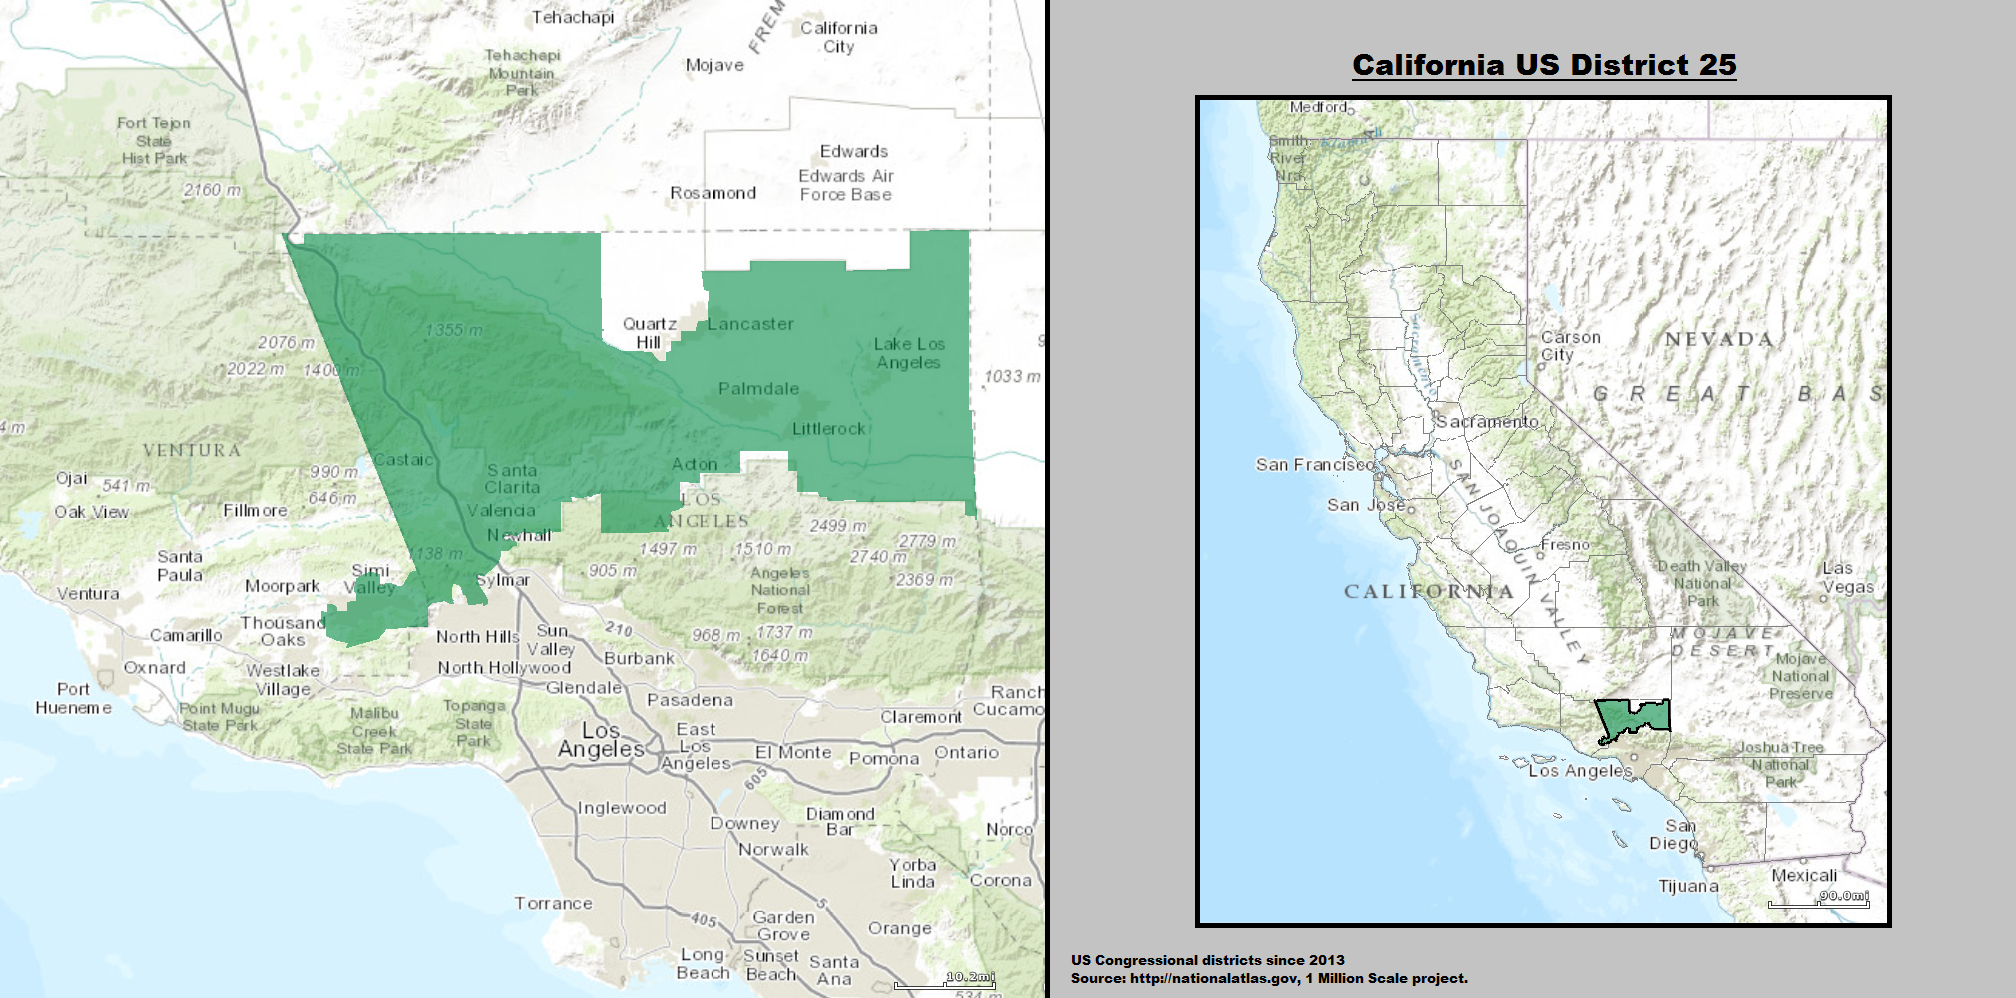 Tehachapi
FREM
California
City
Tehachapi
Mountain
Park
Mojave
Fort Tejon
State
Hist Park
Edwards
Edwards Air
Force Base
2160 m
Rosamond
Quartz
Hill
Lancaster
1355 m
2076 m
2022 m
1400 m
Lake Los
Angeles
1033 m
Palmdale
Littlerock
4 m
VENTURA
Castaic
Acton
Santa
Clarita
Valencia
990 m
646 m
Ojai
541 m
Oak View
Fillmore
LOS
ANGELES
2499 m
Newhall
1138 m
1497 m
1510 m
2779 m
2740 m
2369 m
905 m
Santa
Paula
Simi
Valley
Moorpark
Sylmar
Angeles
National
Forest
Ventura
Thousand
Oaks
Camarillo
North Hills
Sun
Valley
210
968 m
1737 m
1640 m
Oxnard
Westlake
Village
North Hollywood
Burbank
Port
Hueneme
Glendale
Pasadena
Ranch
Cucamo
Point Mugu
State Park
Malibu
Creek
State Park
Topanga
State
Park
Claremont
Los
Angeles
East
Los
Angeles
El Monte
Pomona
Ontario
605
Inglewood
Downey
Diamond
Bar
Norco
Norwalk
Yorba
Linda
Corona
Torrance
405
5
Garden
Grove
Orange
Long
Beach
Sunset
Beach
Santa
Ana
10.2mi
534 m
California US District 25
Medford
Smith
River
Nra
Carson
City
NEVADA
GREAT BAS
Sacramento
Sacramento
San Francisco
San Jose
SAN JOAQUIN VALLEY
Fresno
CALIFORNIA
Death Valley
National
Park
Las
Vegas
MOJAVE
DESERT
Mojave
National
Preserve
Joshua Tree
National
Park
Los Angeles
San
Diego
Tijuana
Mexicali
90.0mi
US Congressional districts since 2013
Source: http://nationalatlas.gov, 1 Million Scale project.